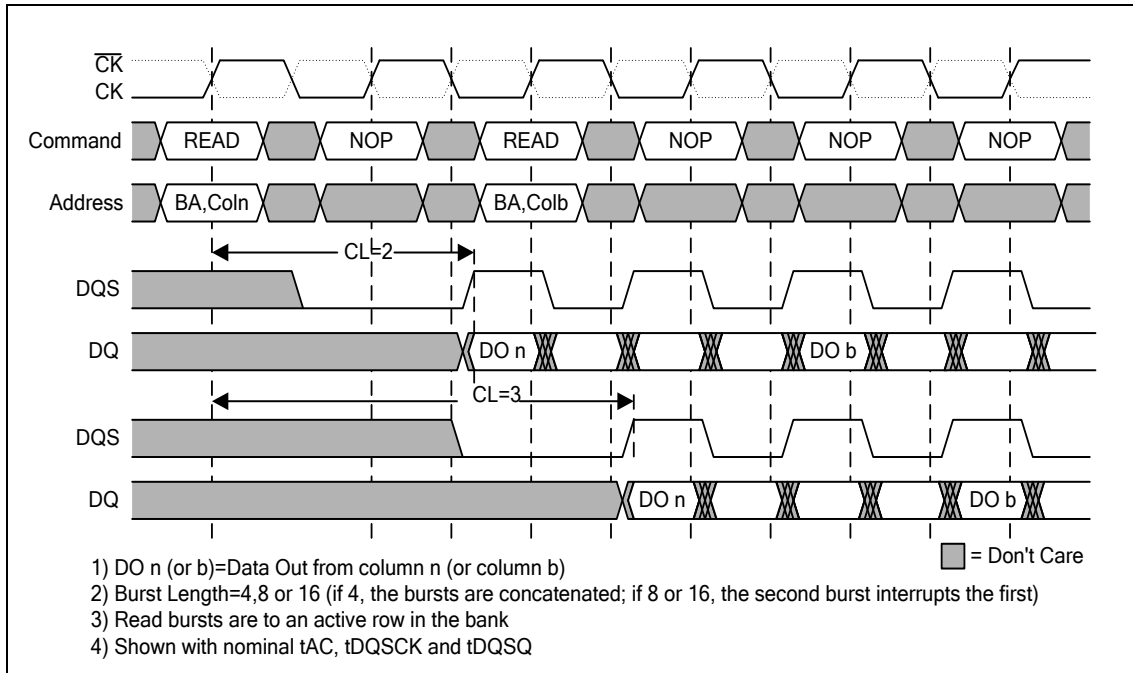 CK
CK
Command READ NOP READ NOP NOP NOP
Address BA,Coln BA,Colb
CL=2
DQS
DQ DO n DO b
CL=3
DQS
DQ DO n DO b
1) DO n (or b)=Data Out from column n (or column b)
= Don't Care
2) Burst Length=4,8 or 16 (if 4, the bursts are concatenated; if 8 or 16, the second burst interrupts the first)
3) Read bursts are to an active row in the bank
4) Shown with nominal tAC, tDQSCK and tDQSQ